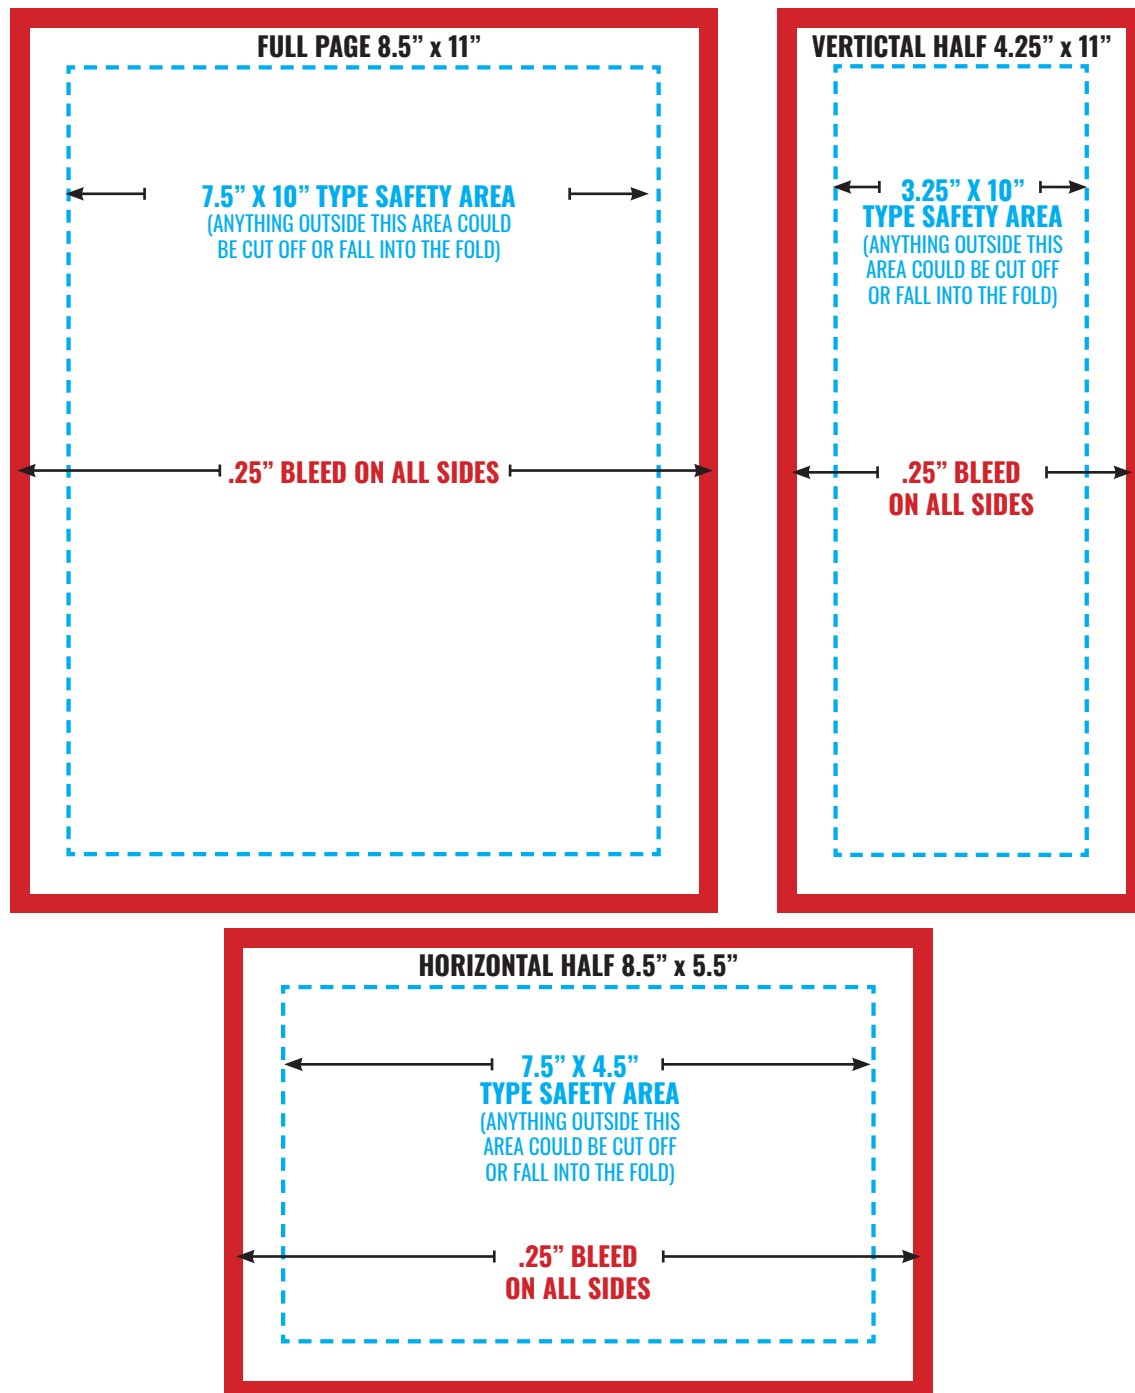 FULL PAGE 8.5” x 11”
7.5” X 10” TYPE SAFETY AREA
(ANYTHING OUTSIDE THIS AREA COULD
BE CUT OFF OR FALL INTO THE FOLD)
.25” BLEED ON ALL SIDES
VERTICTAL HALF 4.25” x 11”
3.25” X 10”
TYPE SAFETY AREA
(ANYTHING OUTSIDE THIS
AREA COULD BE CUT OFF
OR FALL INTO THE FOLD)
.25” BLEED
ON ALL SIDES
HORIZONTAL HALF 8.5” x 5.5”
7.5” X 4.5”
TYPE SAFETY AREA
(ANYTHING OUTSIDE THIS
AREA COULD BE CUT OFF
OR FALL INTO THE FOLD)
.25” BLEED
ON ALL SIDES